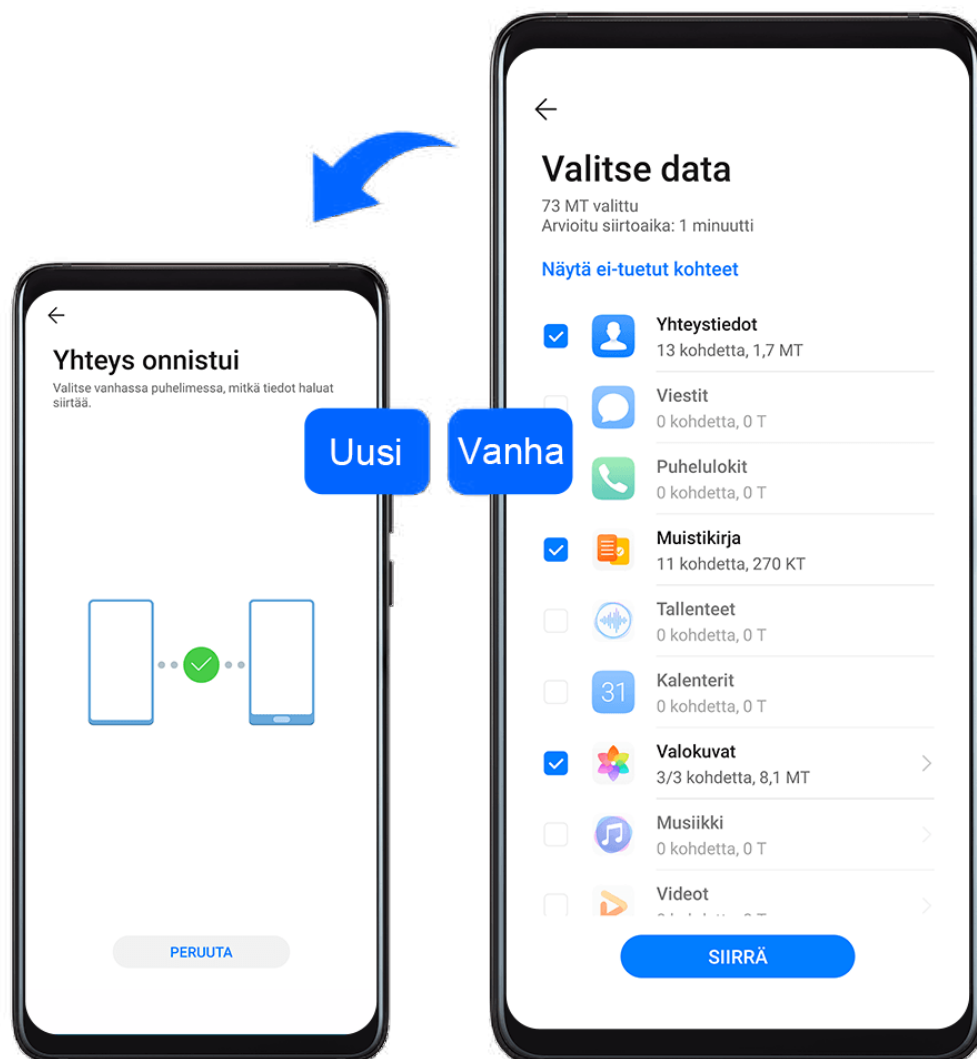 Yhteys onnistui
Valitse vanhassa puhelimessa, mitkä tiedot haluat
siirtää.
PERUUTA
Uusi
Vanha
Valitse data
73 MT valittu
Arvioitu siirtoaika: 1 minuutti
Näytä ei-tuetut kohteet
Yhteystiedot
13 kohdetta, 1,7 MT
Viestit
0 kohdetta, 0 T
Puhelulokit
0 kohdetta, 0 T
Muistikirja
11 kohdetta, 270 KT
Tallenteet
0 kohdetta, 0 T
31
Kalenterit
0 kohdetta, 0 T
Valokuvat
3/3 kohdetta, 8,1 MT
Musiikki
0 kohdetta, 0 T
Videot
SIIRRÄ